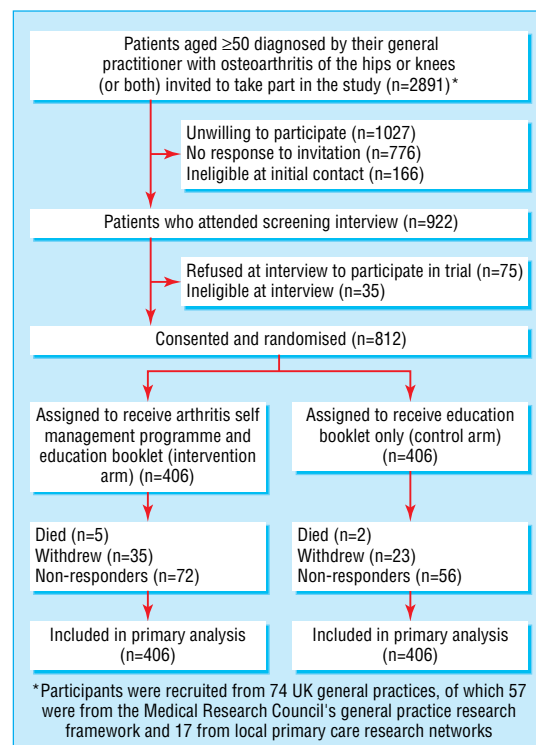 Patients aged ≥50 diagnosed by their general
practitioner with osteoarthritis of the hips or knees
(or both) invited to take part in the study (n=2891)*
Unwilling to participate (n=1027)
No response to invitation (n=776)
Ineligible at initial contact (n=166)
Patients who attended screening interview (n=922)
Refused at interview to participate in trial (n=75)
Ineligible at interview (n=35)
Consented and randomised (n=812)
Assigned to receive arthritis self
management programme and
education booklet (intervention
arm) (n=406)
Assigned to receive education
booklet only (control arm)
(n=406)
Died (n=5)
Withdrew (n=35)
Non-responders (n=72)
Died (n=2)
Withdrew (n=23)
Non-responders (n=56)
Included in primary analysis
(n=406)
Included in primary analysis
(n=406)
*Participants were recruited from 74 UK general practices, of which 57
were from the Medical Research Council's general practice research
framework and 17 from local primary care research networks